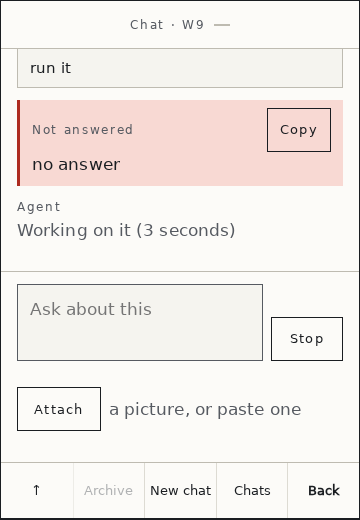 Chat · W9 —
run it
Not answered
Copy
no answer
Agent
Working on it (3 seconds)
Ask about this
Stop
Attach a picture, or paste one
↑ Archive New chat Chats Back